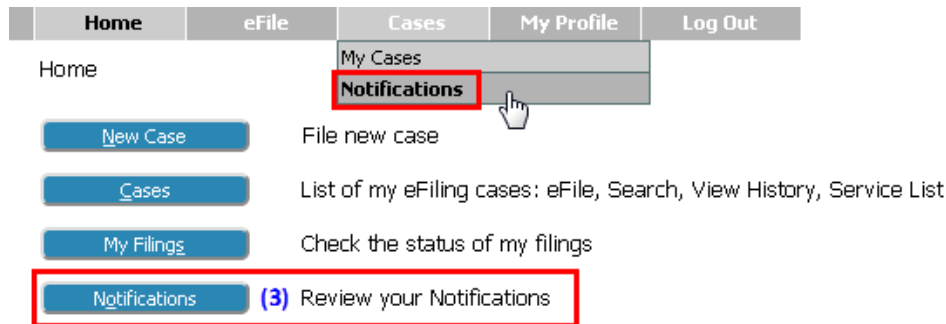 Home eFile Cases My Profile Log Out
Home
My Cases
Notifications
New Case File new case
Cases List of my eFiling cases: eFile, Search, View History, Service List
My Filings Check the status of my filings
Notifications (3) Review your Notifications